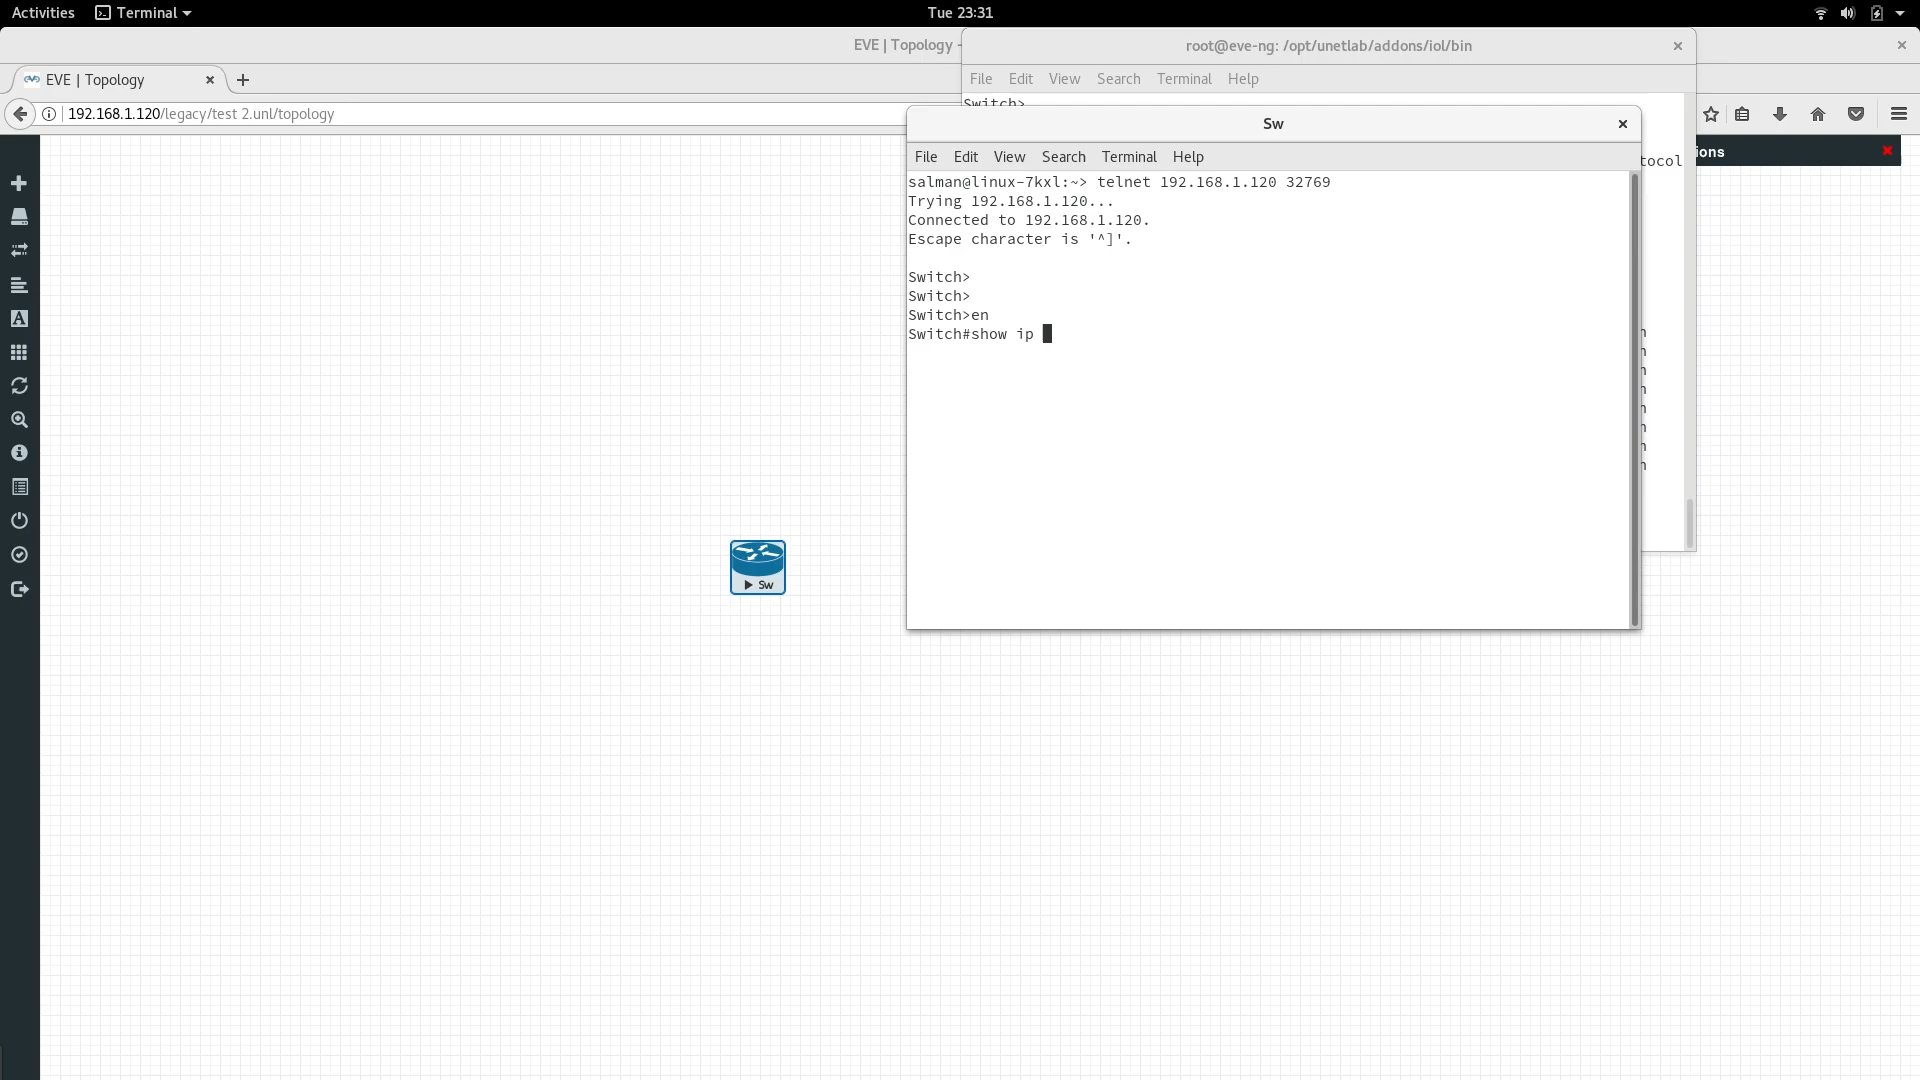 Activities Terminal Tue 23:31
EVE | Topology -
root@eve-ng: /opt/unetlab/addons/iol/bin
EVE | Topology
File Edit View Search Terminal Help
192.168.1.120/legacy/test 2.unl/topology
Switch>
Sw
File Edit View Search Terminal Help
ions
tocol
salman@linux-7kxl:~> telnet 192.168.1.120 32769
Trying 192.168.1.120...
Connected to 192.168.1.120.
Escape character is '^]'.
Switch>
Switch>
Switch>en
Switch#show ip
Sw